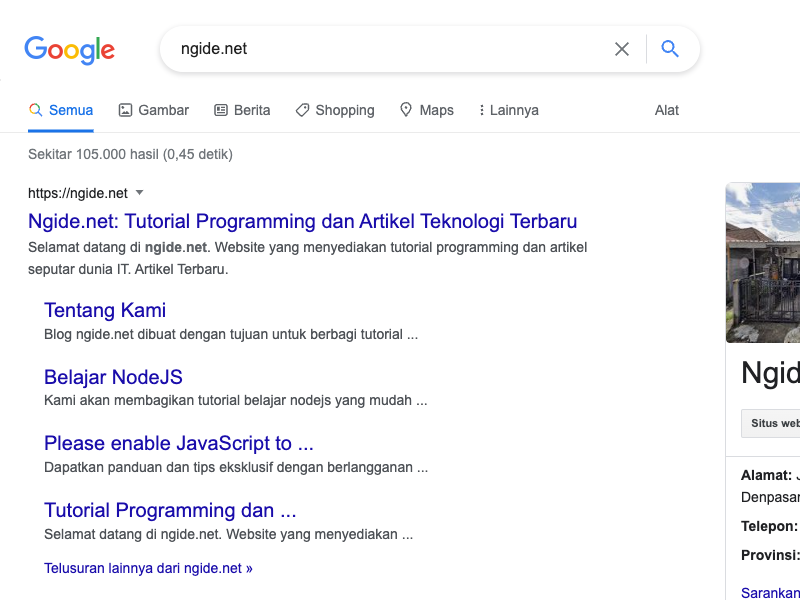 Google
ngide.net
Semua Gambar Berita Shopping Maps Lainnya Alat
Sekitar 105.000 hasil (0,45 detik)
https://ngide.net
Ngide.net: Tutorial Programming dan Artikel Teknologi Terbaru
Selamat datang di ngide.net. Website yang menyediakan tutorial programming dan artikel
seputar dunia IT. Artikel Terbaru.
Tentang Kami
Blog ngide.net dibuat dengan tujuan untuk berbagi tutorial ...
Belajar NodeJS
Kami akan membagikan tutorial belajar nodejs yang mudah ...
Please enable JavaScript to ...
Dapatkan panduan dan tips eksklusif dengan berlangganan ...
Tutorial Programming dan ...
Selamat datang di ngide.net. Website yang menyediakan ...
Telusuran lainnya dari ngide.net »
Ngid
Situs web
Alamat:
Denpasar
Telepon:
Provinsi:
Sarankan